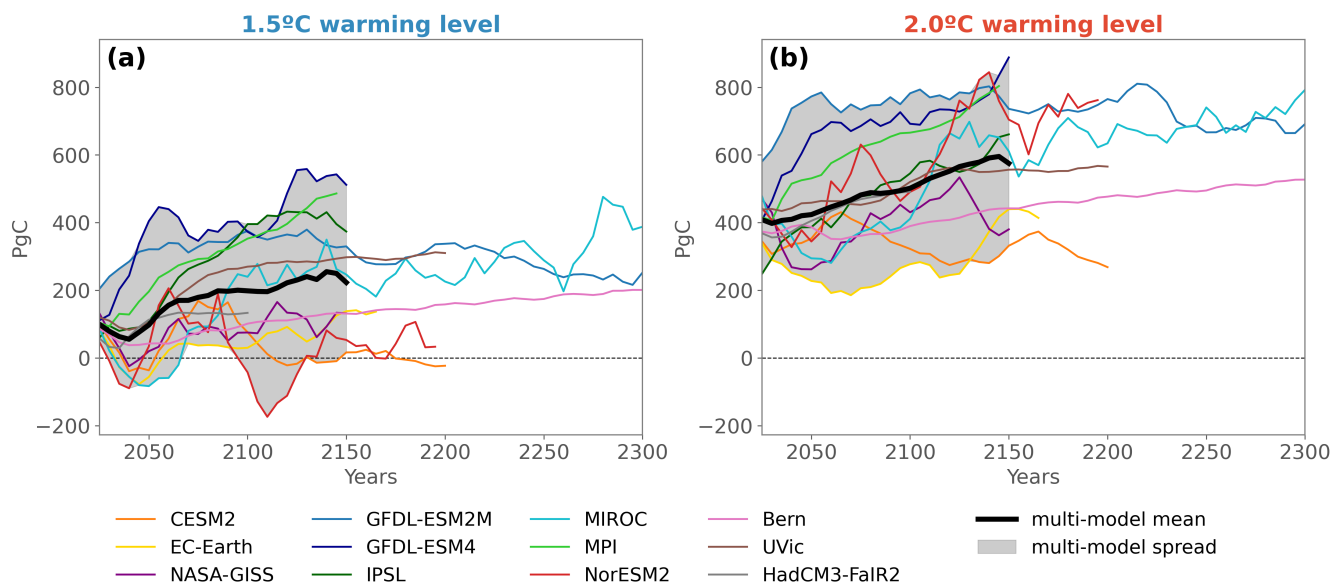 1.5ºC warming level
2.0ºC warming level
(a)
(b)
PgC
800
600
400
200
0
−200
2050 2100 2150 2200 2250 2300
Years
PgC
800
600
400
200
0
−200
2050 2100 2150 2200 2250 2300
Years
CESM2 GFDL-ESM2M MIROC Bern multi-model mean
EC-Earth GFDL-ESM4 MPI UVic multi-model spread
NASA-GISS IPSL NorESM2 HadCM3-FaIR2